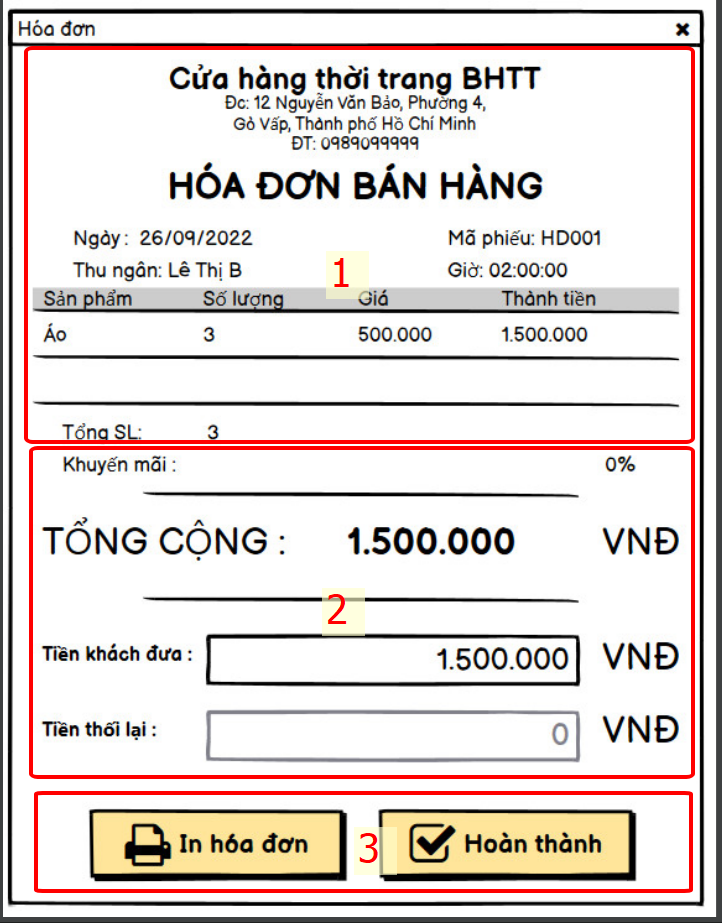 Hóa đơn
Cửa hàng thời trang BHTT
Đc: 12 Nguyễn Văn Bảo, Phường 4,
Gò Vấp, Thành phố Hồ Chí Minh
ĐT: 0989099999
HÓA ĐƠN BÁN HÀNG
Ngày : 26/09/2022 Mã phiếu: HD001
Thu ngân: Lê Thị B Giờ: 02:00:00
1
Sản phẩm Số lượng Giá Thành tiền
Áo 3 500.000 1.500.000
Tổng SL: 3
Khuyến mãi : 0%
TỔNG CỘNG : 1.500.000 VNĐ
2
Tiền khách đưa : 1.500.000 VNĐ
Tiền thối lại : 0 VNĐ
In hóa đơn 3 Hoàn thành